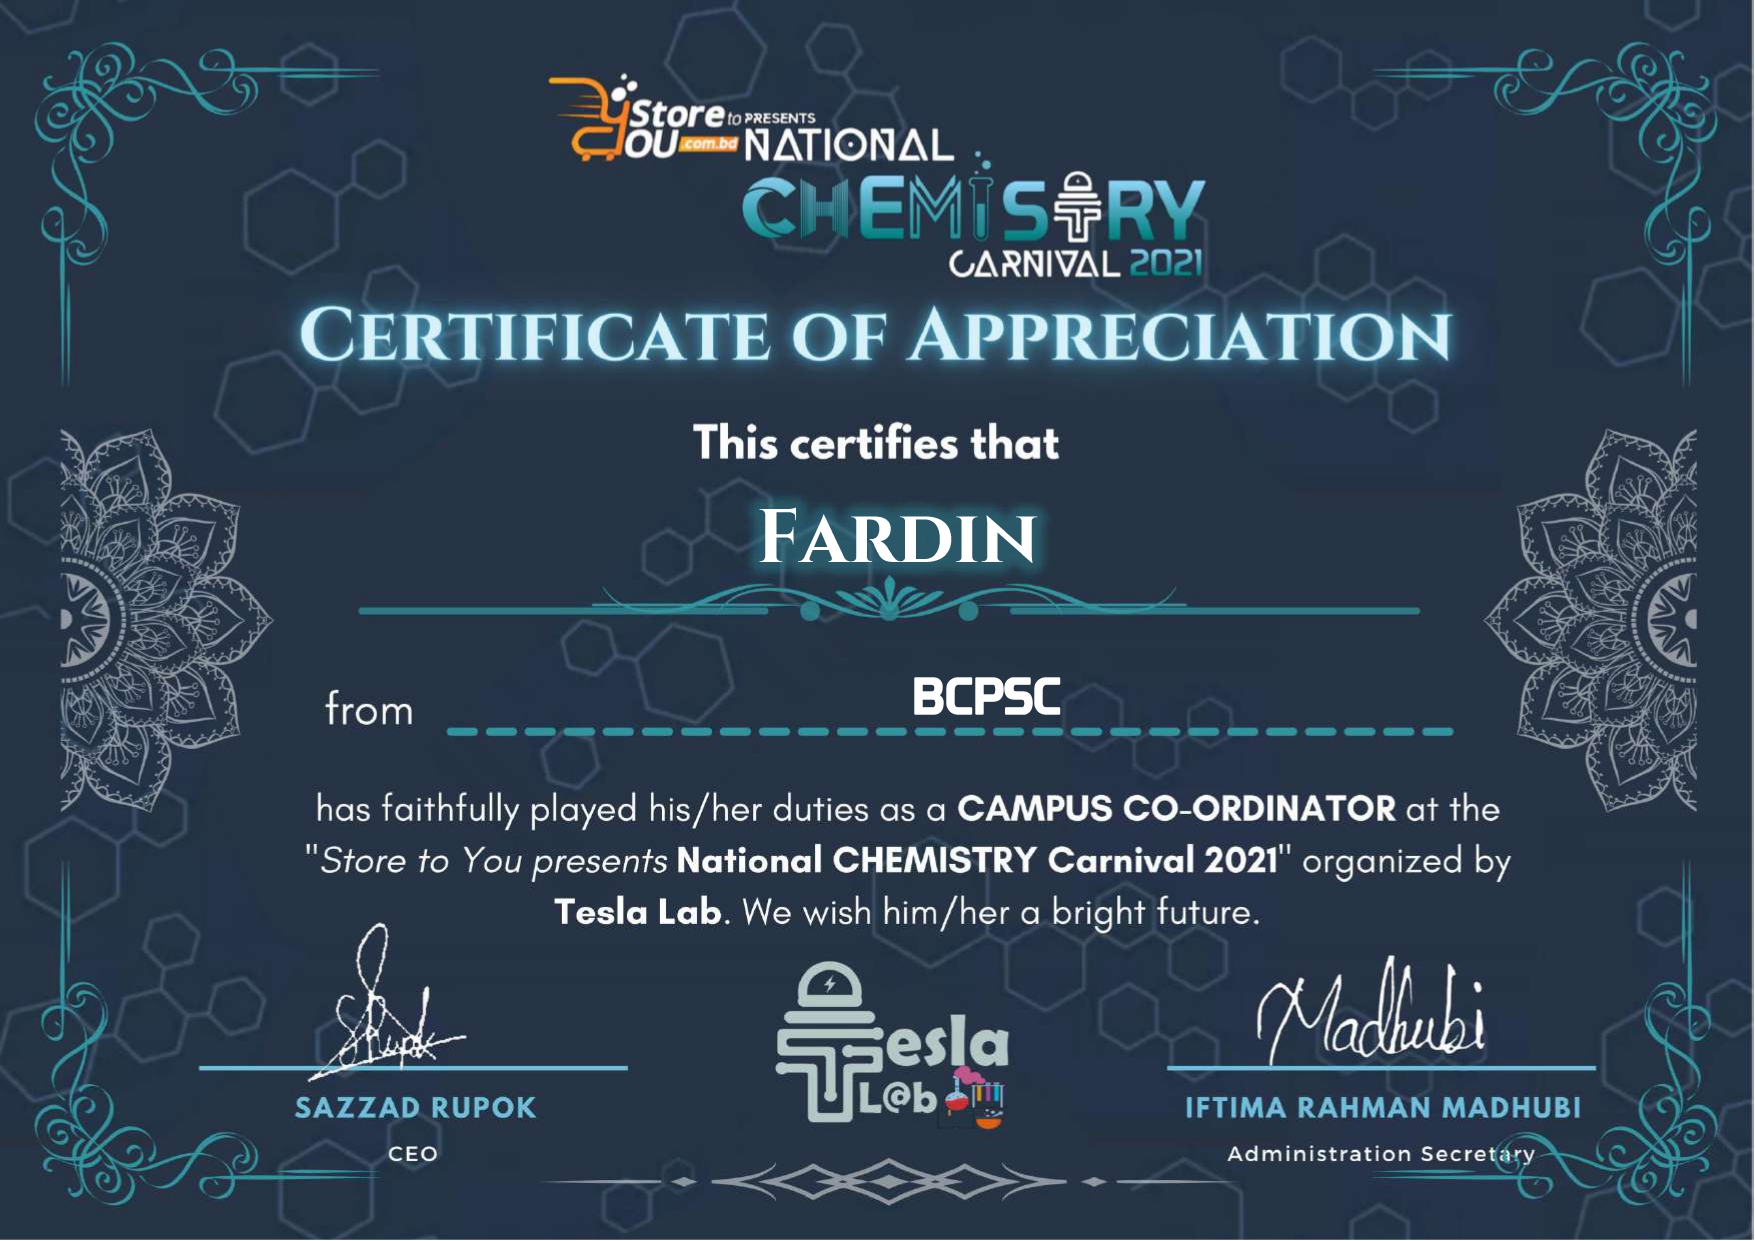 Store to PRESENTS
YOU .com.bd NATIONAL
CHEMISTRY
CARNIVAL 2021
CERTIFICATE OF APPRECIATION
This certifies that
FARDIN
from BCPSC
has faithfully played his/her duties as a CAMPUS CO-ORDINATOR at the
"Store to You presents National CHEMISTRY Carnival 2021" organized by
Tesla Lab. We wish him/her a bright future.
Rupok
Madhubi
Tesla
L@b
SAZZAD RUPOK
IFTIMA RAHMAN MADHUBI
CEO
Administration Secretary